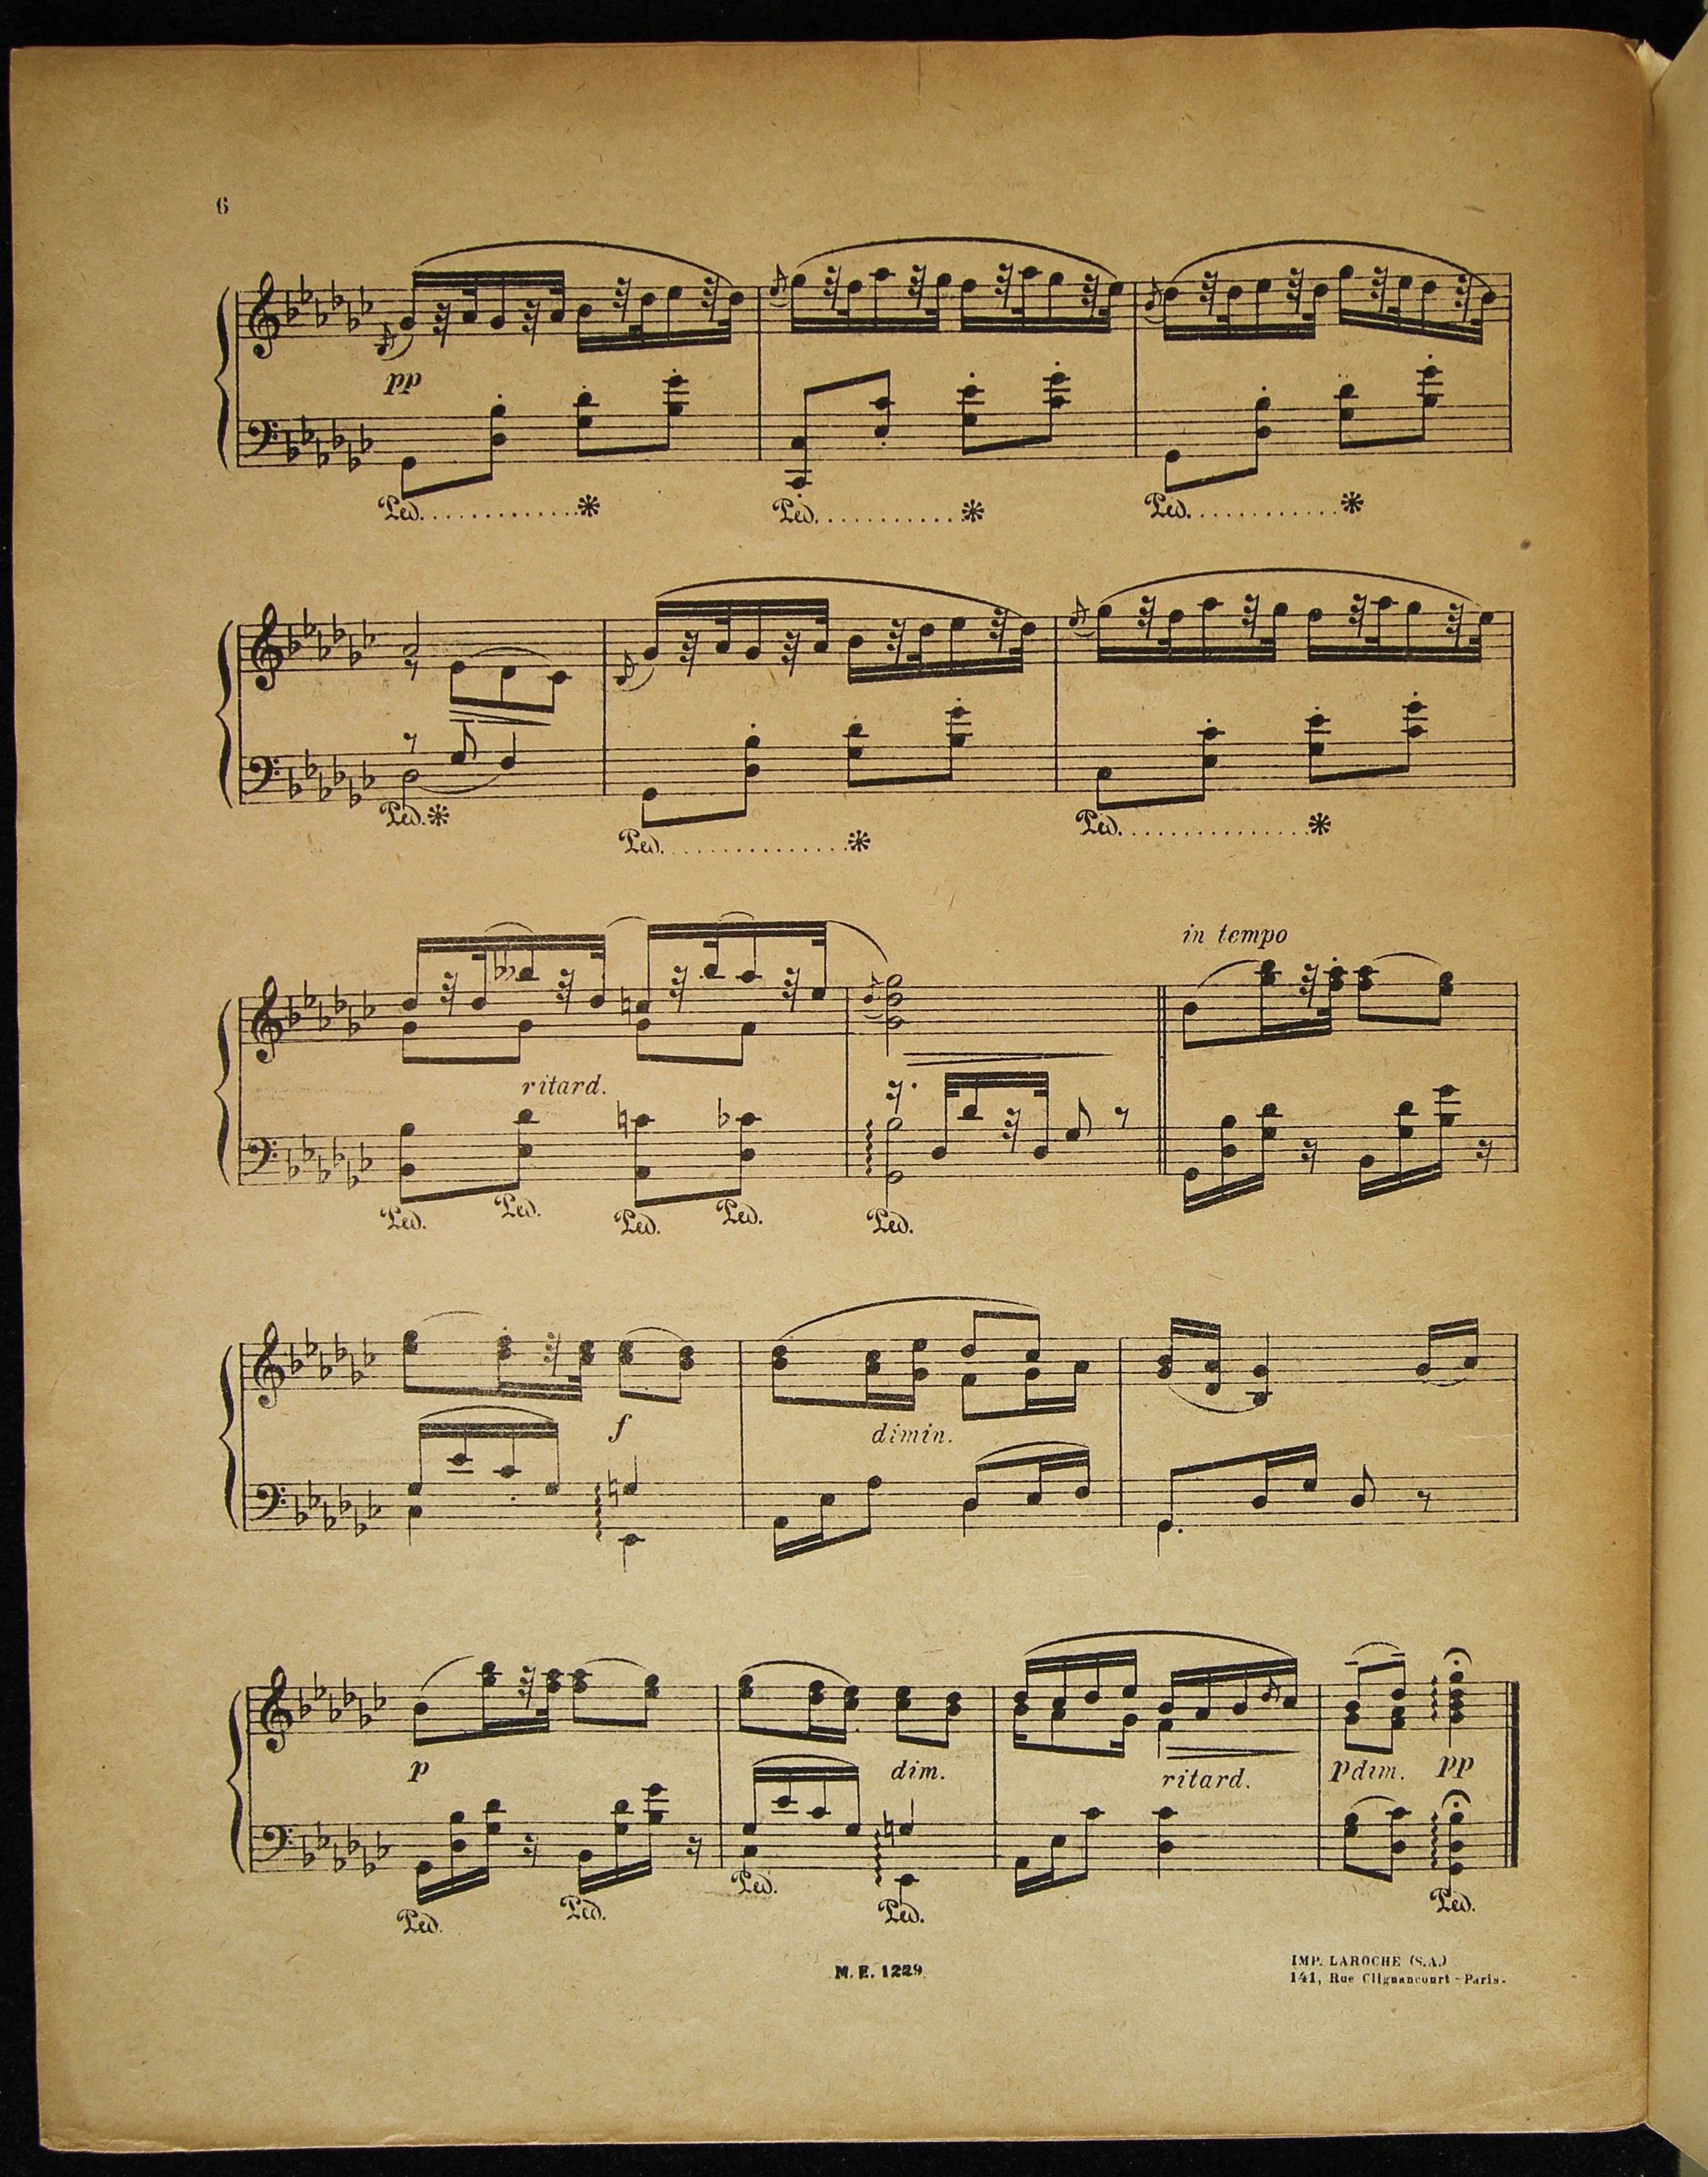 6
pp
Ped. Ped. Ped.
Ped. Ped. Ped.
in tempo
ritard.
Ped. Ped. Ped. Ped. Ped.
f dimin.
p dim. ritard. p dim. pp
Ped. Ped. Ped. Ped. Ped.
M. E. 1229
IMP. LAROCHE (S.A.)
141, Rue Clignancourt - Paris.